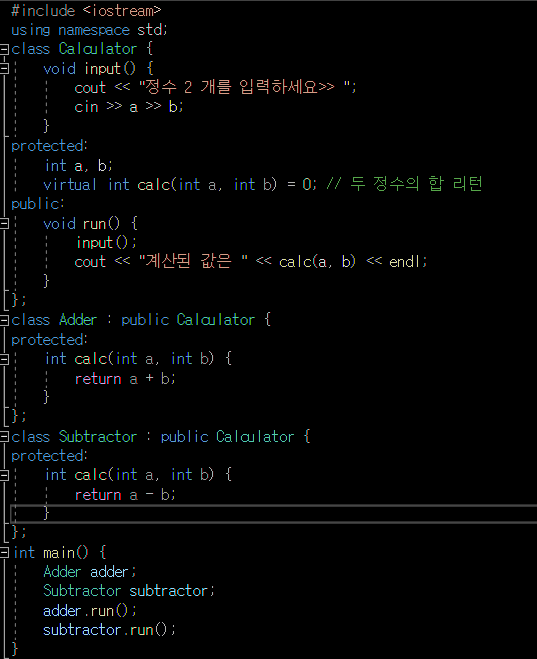 #include <iostream>
using namespace std;
class Calculator {
    void input() {
        cout << "정수 2 개를 입력하세요>> ";
        cin >> a >> b;
    }
protected:
    int a, b;
    virtual int calc(int a, int b) = 0; // 두 정수의 합 리턴
public:
    void run() {
        input();
        cout << "계산된 값은 " << calc(a, b) << endl;
    }
};
class Adder : public Calculator {
protected:
    int calc(int a, int b) {
        return a + b;
    }
};
class Subtractor : public Calculator {
protected:
    int calc(int a, int b) {
        return a - b;
    }
};
int main() {
    Adder adder;
    Subtractor subtractor;
    adder.run();
    subtractor.run();
}